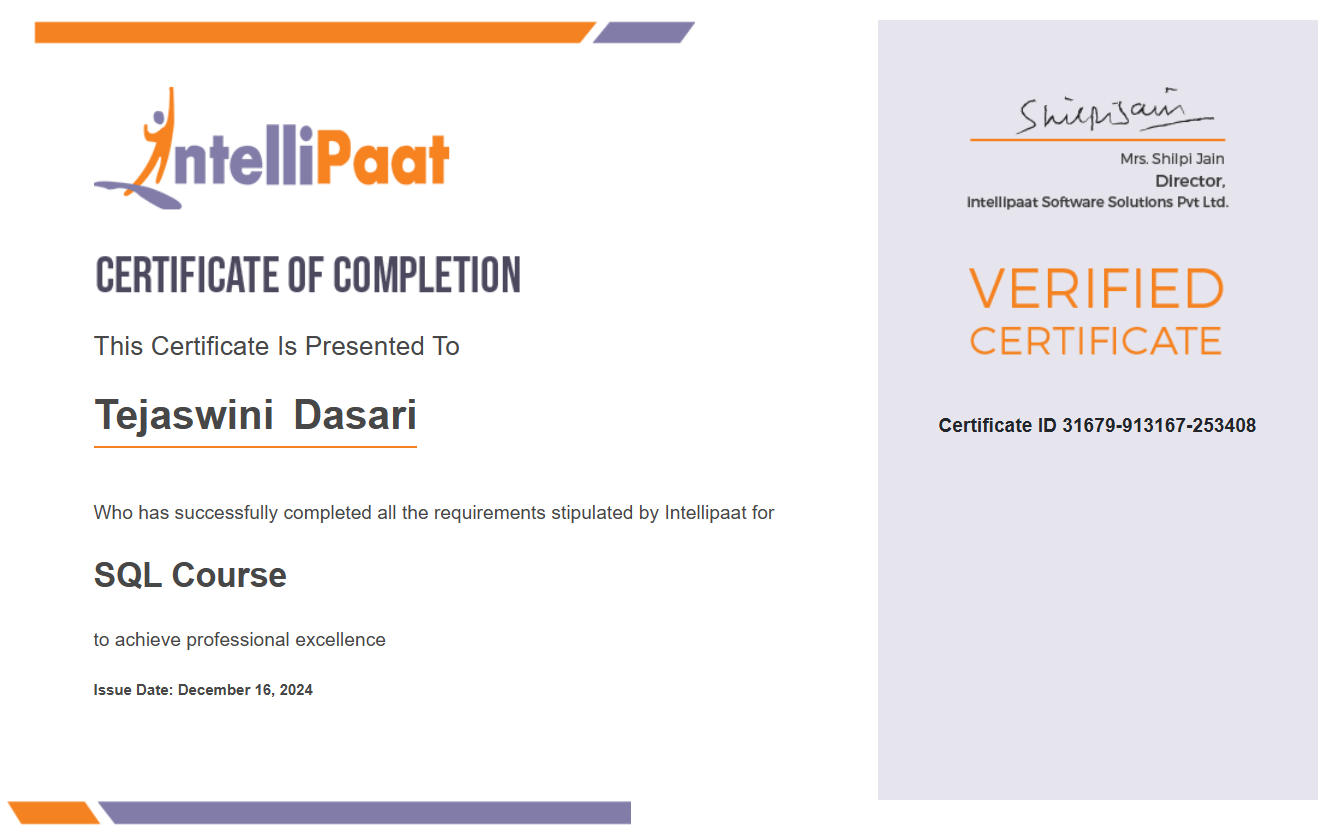 IntelliPaat
CERTIFICATE OF COMPLETION
This Certificate Is Presented To
Tejaswini Dasari
Who has successfully completed all the requirements stipulated by Intellipaat for
SQL Course
to achieve professional excellence
Issue Date: December 16, 2024
Shilpi Jain
Mrs. Shilpi Jain
Director,
Intellipaat Software Solutions Pvt Ltd.
VERIFIED
CERTIFICATE
Certificate ID 31679-913167-253408